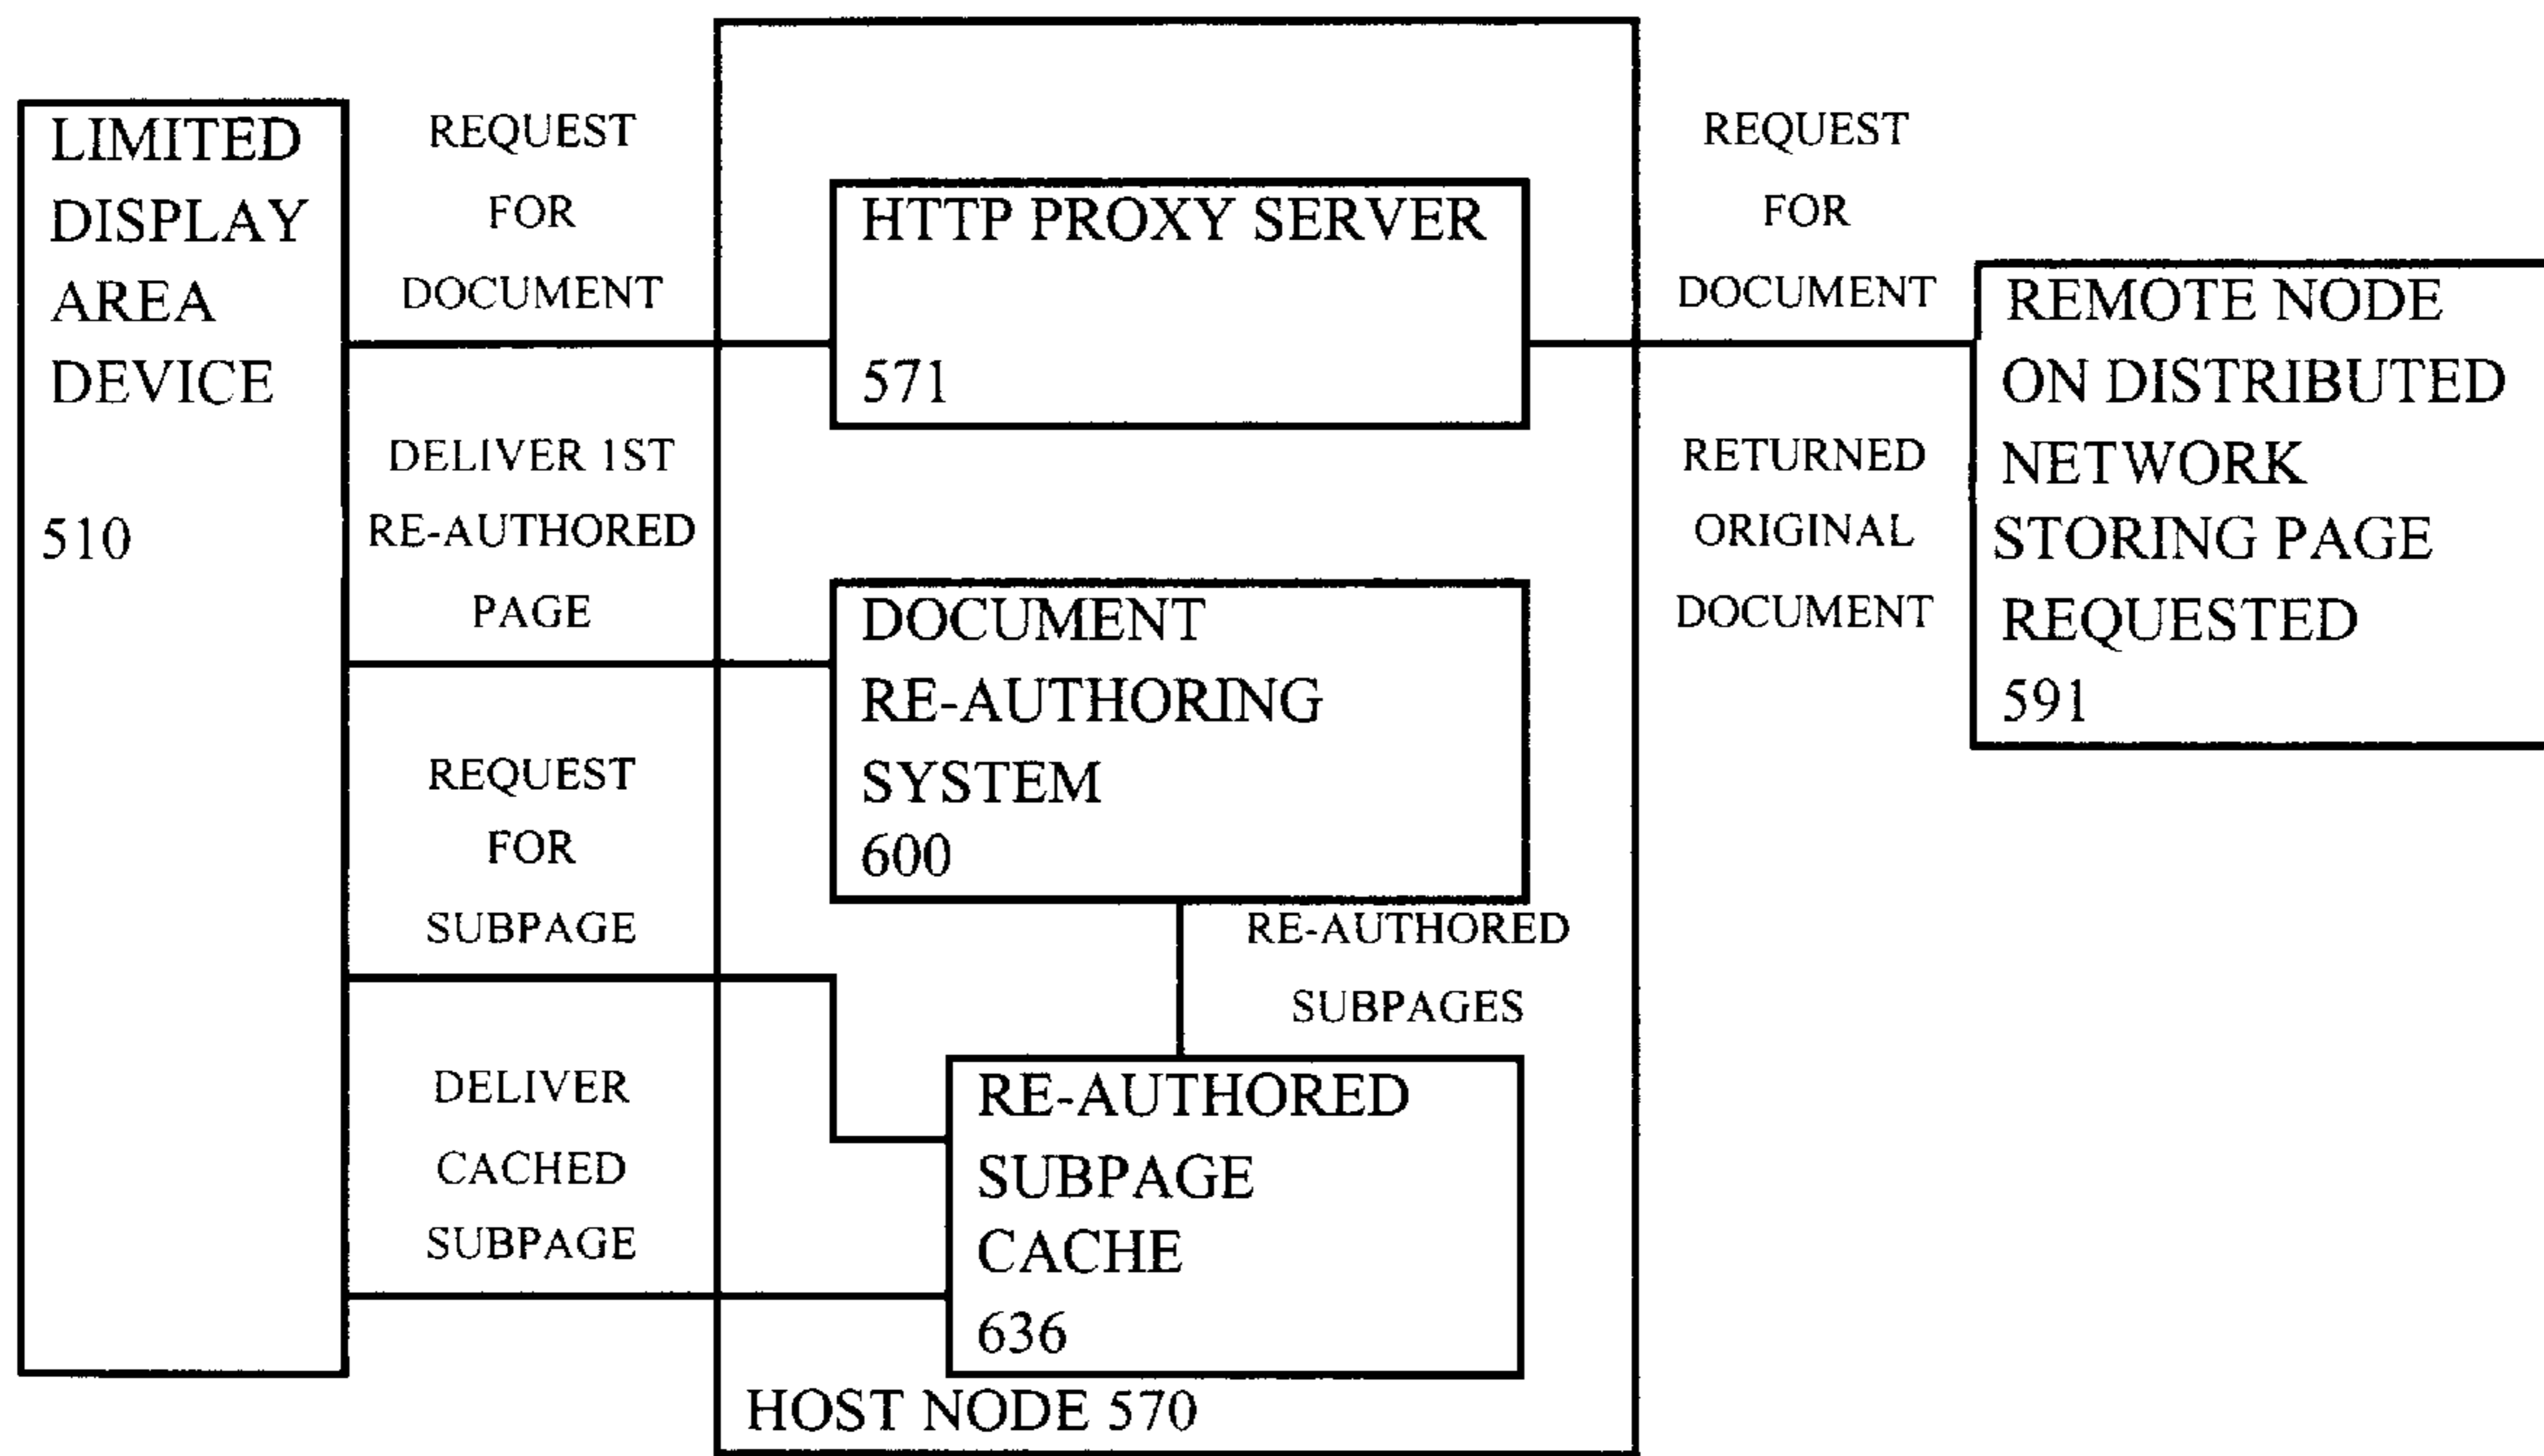 LIMITED
DISPLAY
AREA
DEVICE
510
REQUEST
FOR
DOCUMENT
DELIVER 1ST
RE-AUTHORED
PAGE
REQUEST
FOR
SUBPAGE
DELIVER
CACHED
SUBPAGE
HTTP PROXY SERVER
571
DOCUMENT
RE-AUTHORING
SYSTEM
600
RE-AUTHORED
SUBPAGES
RE-AUTHORED
SUBPAGE
CACHE
636
HOST NODE 570
REQUEST
FOR
DOCUMENT
RETURNED
ORIGINAL
DOCUMENT
REMOTE NODE
ON DISTRIBUTED
NETWORK
STORING PAGE
REQUESTED
591